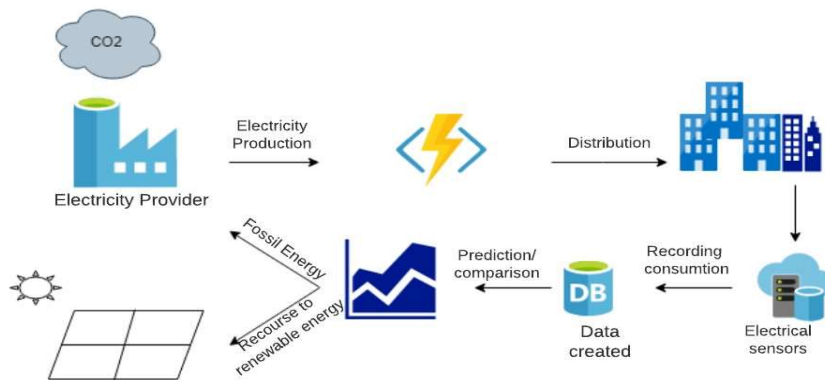 CO2
Electricity
Production
Distribution
Electricity Provider
Fossil Energy
Recourse to
renewable energy
Prediction/
comparison
DB
Data
created
Recording
consumtion
Electrical
sensors